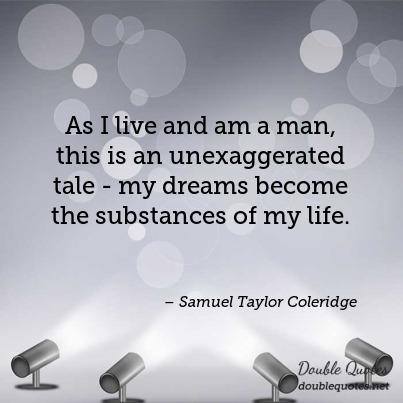 As I live and am a man,
this is an unexaggerated
tale - my dreams become
the substances of my life.
– Samuel Taylor Coleridge
Double Quotes
doublequotes.net